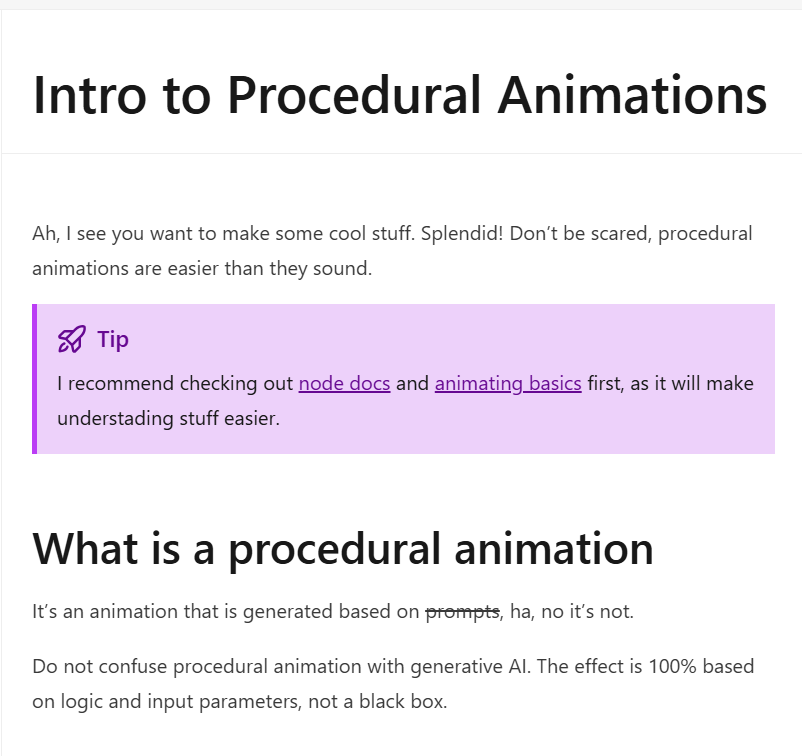 Intro to Procedural Animations
Ah, I see you want to make some cool stuff. Splendid! Don’t be scared, procedural
animations are easier than they sound.
Tip
I recommend checking out node docs and animating basics first, as it will make
understading stuff easier.
What is a procedural animation
It’s an animation that is generated based on prompts, ha, no it’s not.
Do not confuse procedural animation with generative AI. The effect is 100% based
on logic and input parameters, not a black box.